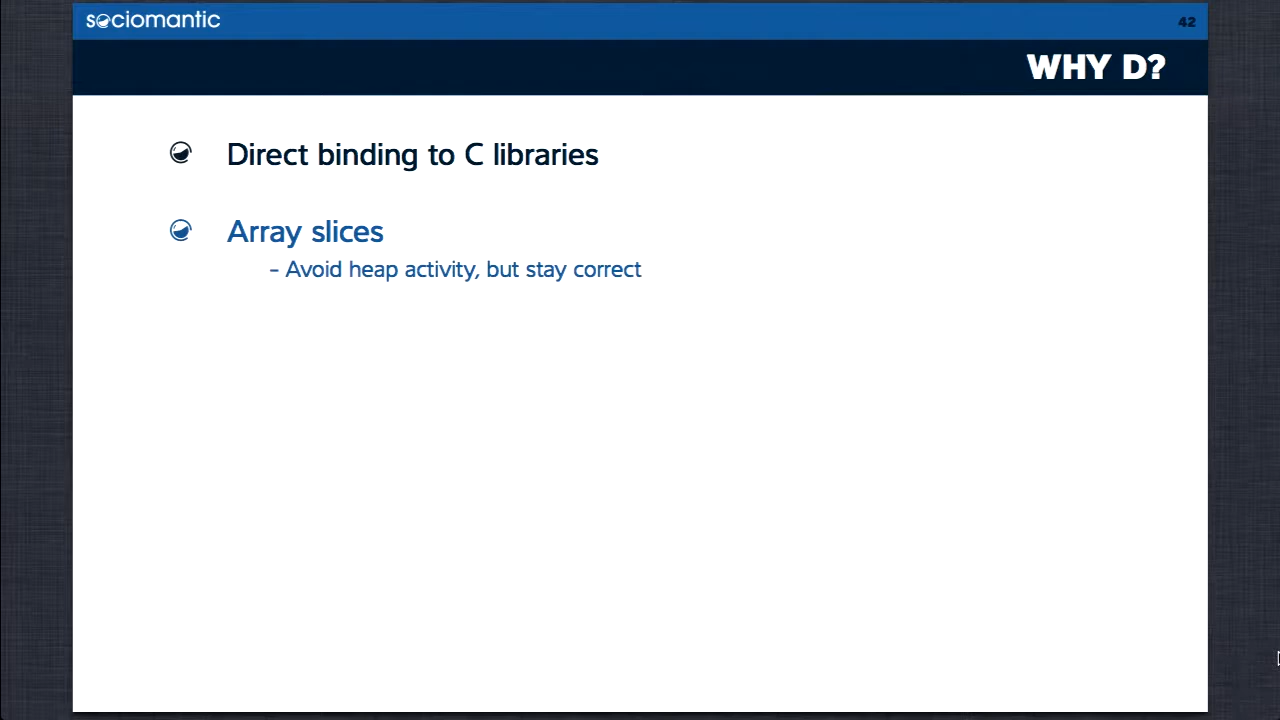 sociomantic
42
WHY D?
Direct binding to C libraries
Array slices
- Avoid heap activity, but stay correct